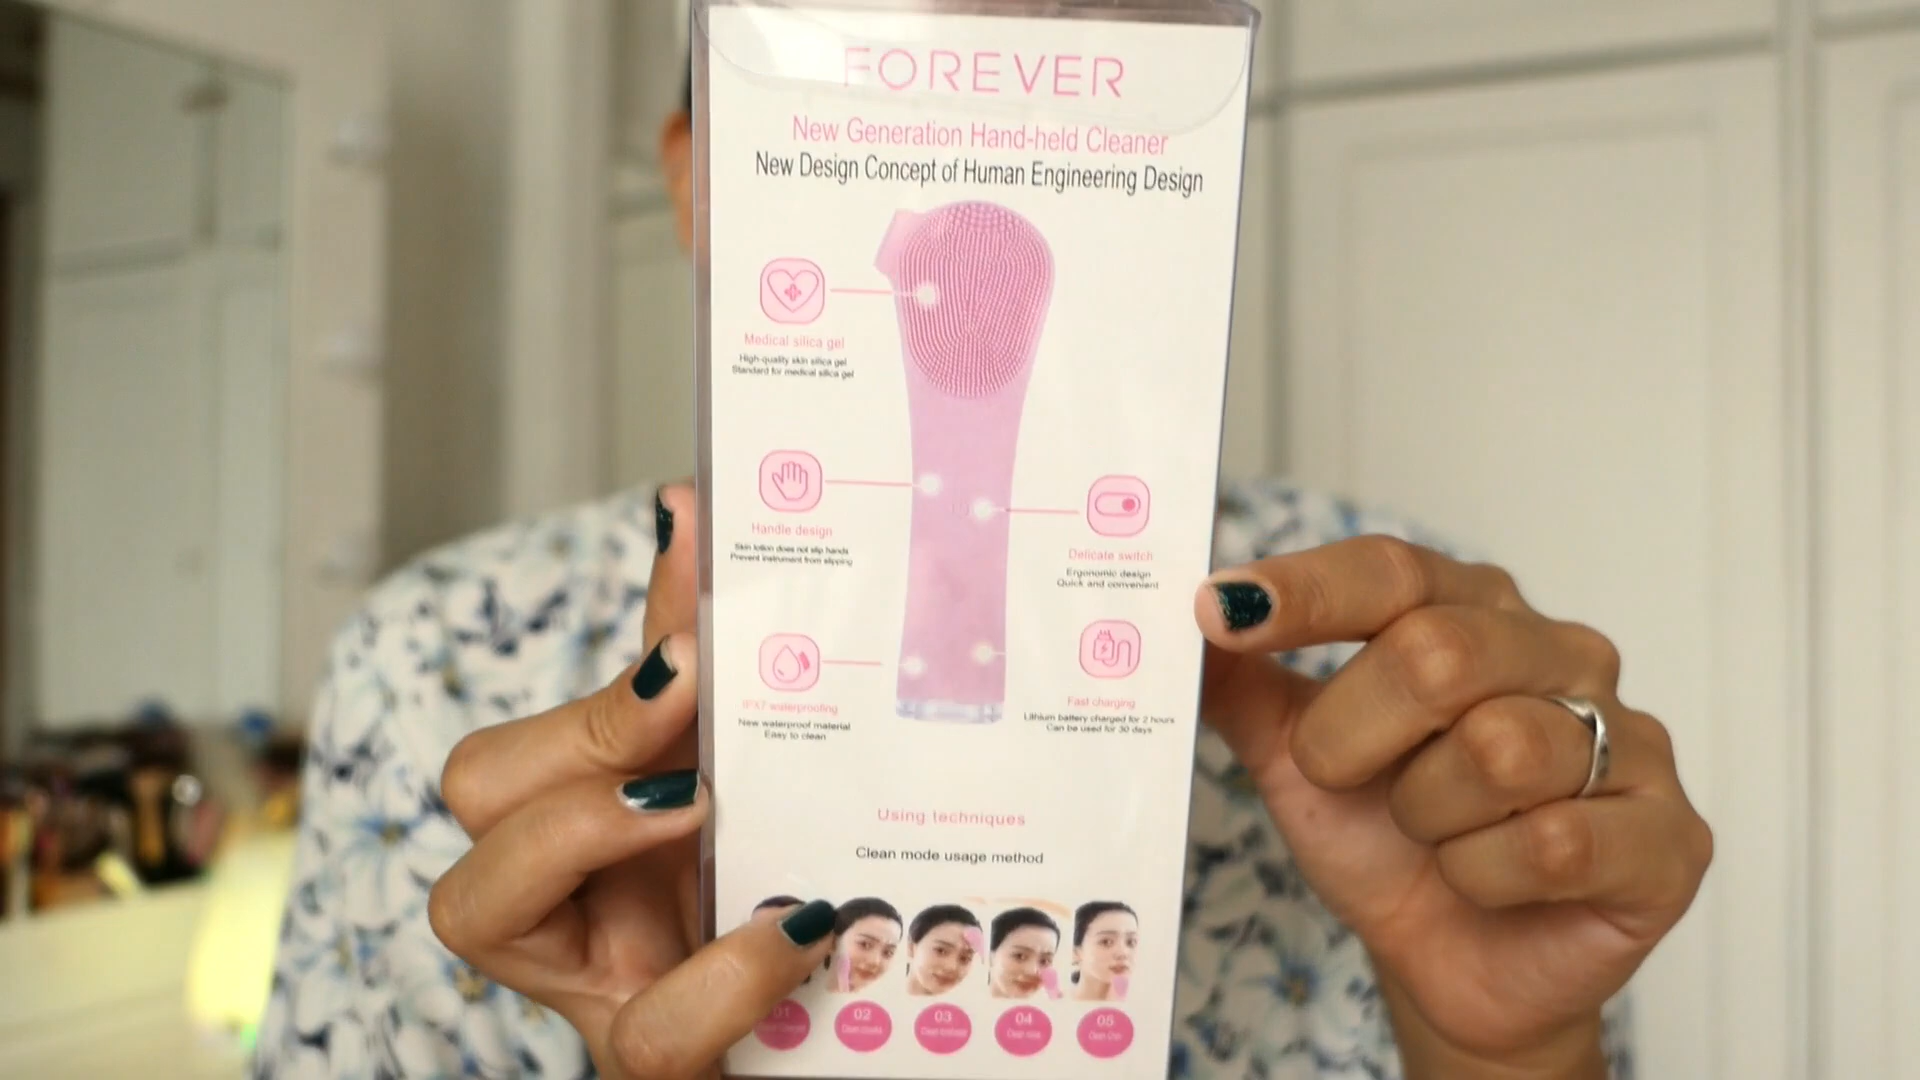 FOREVER
New Generation Hand-held Cleaner
New Design Concept of Human Engineering Design
Medical silica gel
High-quality skin silica gel
Standard for medical silica gel
Handle design
Skin lotion does not slip hands
Prevent instrument from slipping
Delicate switch
Ergonomic design
Quick and convenient
IPX7 waterproofing
New waterproof material
Easy to clean
Fast charging
Lithium battery charged for 2 hours
Can be used for 30 days
Using techniques
Clean mode usage method
01 02 03 04 05